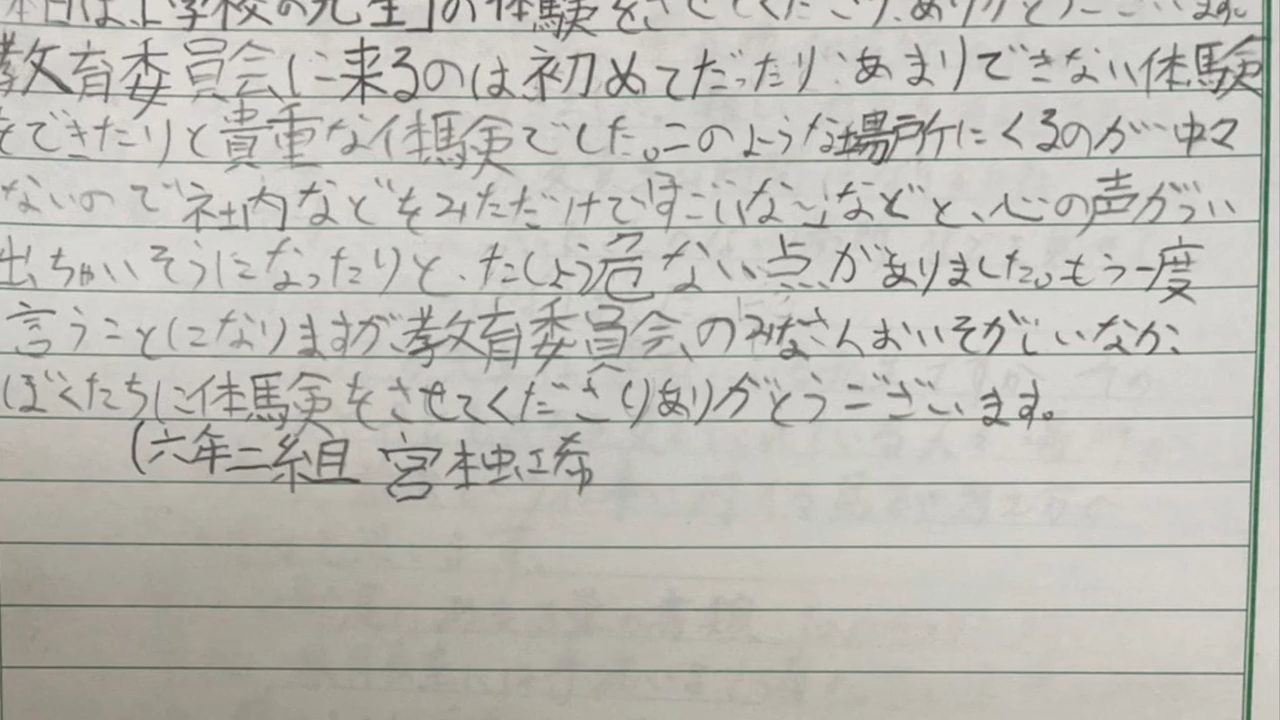 本日は、「学校の先生」の体験をさせてくださり、ありがとうございます。
教育委員会に来るのは初めてだったり、あまりできない体験
をできたりと貴重な体験でした。このような場所にくるのが中々
ないので社内などをみただけで「すごいな〜」などと、心の声がつい
出ちゃいそうになったりと、たしょう危ない点がありました。もう一度
言うことになりますが、教育委員会のみなさんおいそがしいなか、
ぼくたちに体験をさせてくださりありがとうございます。
(六年二組 宮本